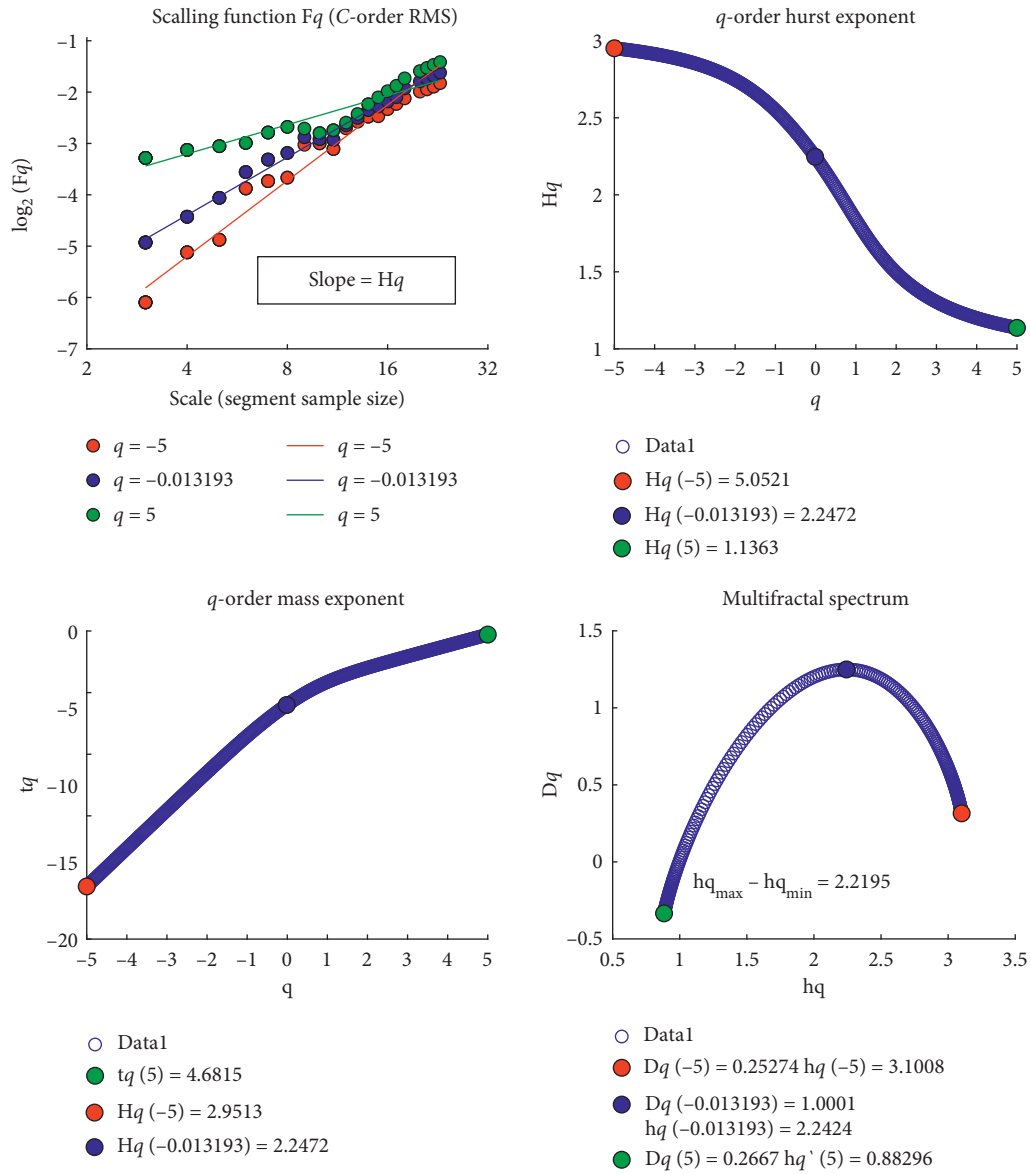 Scalling function Fq (C-order RMS)
−1
−2
−3
−4
−5
−6
−7
log2 (Fq)
Slope = Hq
2
4
8
16
32
Scale (segment sample size)
q = −5
q = −5
q = −0.013193
q = −0.013193
q = 5
q = 5
q-order hurst exponent
3
2.5
2
1.5
1
Hq
−5
−4
−3
−2
−1
0
1
2
3
4
5
q
Data1
Hq (−5) = 5.0521
Hq (−0.013193) = 2.2472
Hq (5) = 1.1363
q-order mass exponent
0
−5
−10
−15
−20
tq
−5
−4
−3
−2
−1
0
1
2
3
4
5
q
Data1
tq (5) = 4.6815
Hq (−5) = 2.9513
Hq (−0.013193) = 2.2472
Multifractal spectrum
1.5
1
0.5
0
−0.5
Dq
hqmax − hqmin = 2.2195
0.5
1
1.5
2
2.5
3
3.5
hq
Data1
Dq (−5) = 0.25274 hq (−5) = 3.1008
Dq (−0.013193) = 1.0001
hq (−0.013193) = 2.2424
Dq (5) = 0.2667 hq` (5) = 0.88296